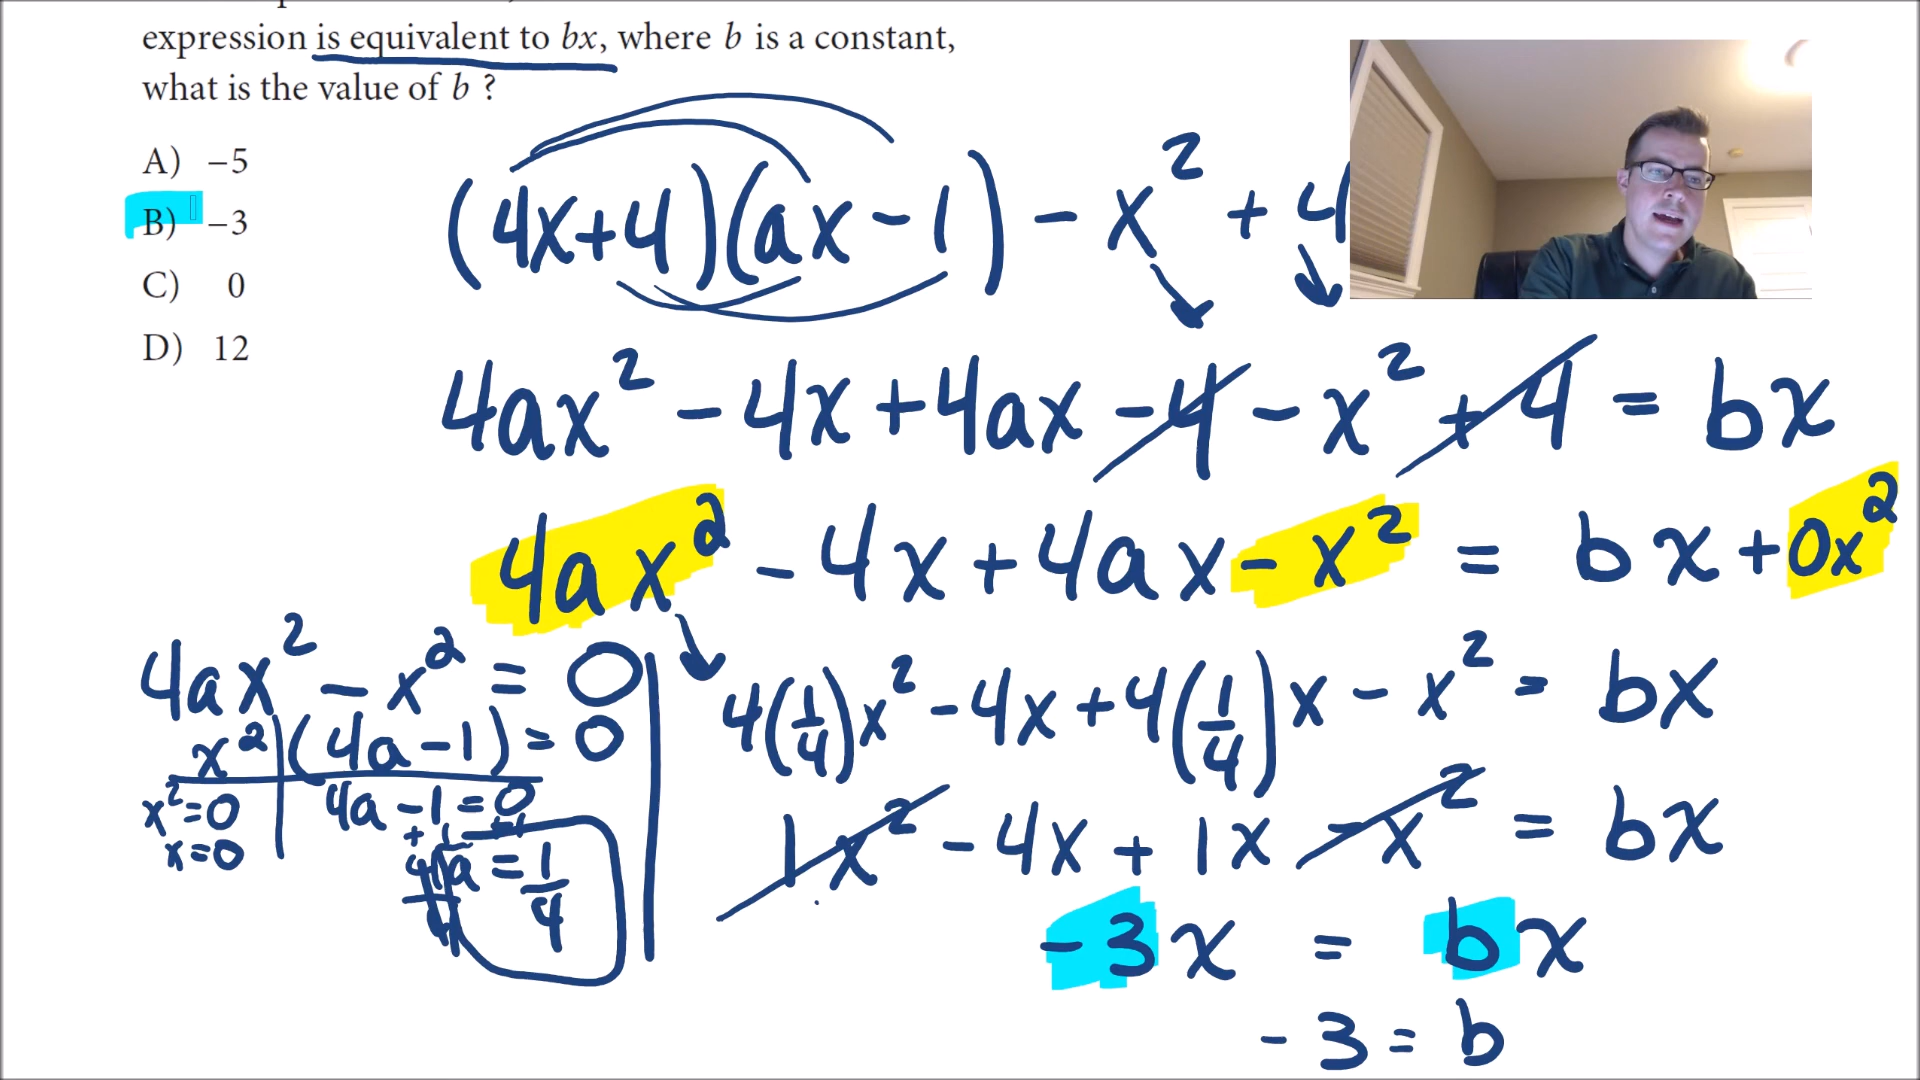 expression is equivalent to bx, where b is a constant,
what is the value of b ?
A) −5
B) −3
C) 0
D) 12
(4x+4)(ax−1) − x² + 4
4ax² − 4x + 4ax − 4 − x² + 4 = bx
4ax² − 4x + 4ax − x² = bx + 0x²
4ax² − x² = 0
x² (4a−1) = 0
x²=0 4a−1=0
x=0 +1 +1
4a = 1
4 4
4(1/4)x² − 4x + 4(1/4)x − x² = bx
1x² − 4x + 1x − x² = bx
−3x = bx
−3 = b